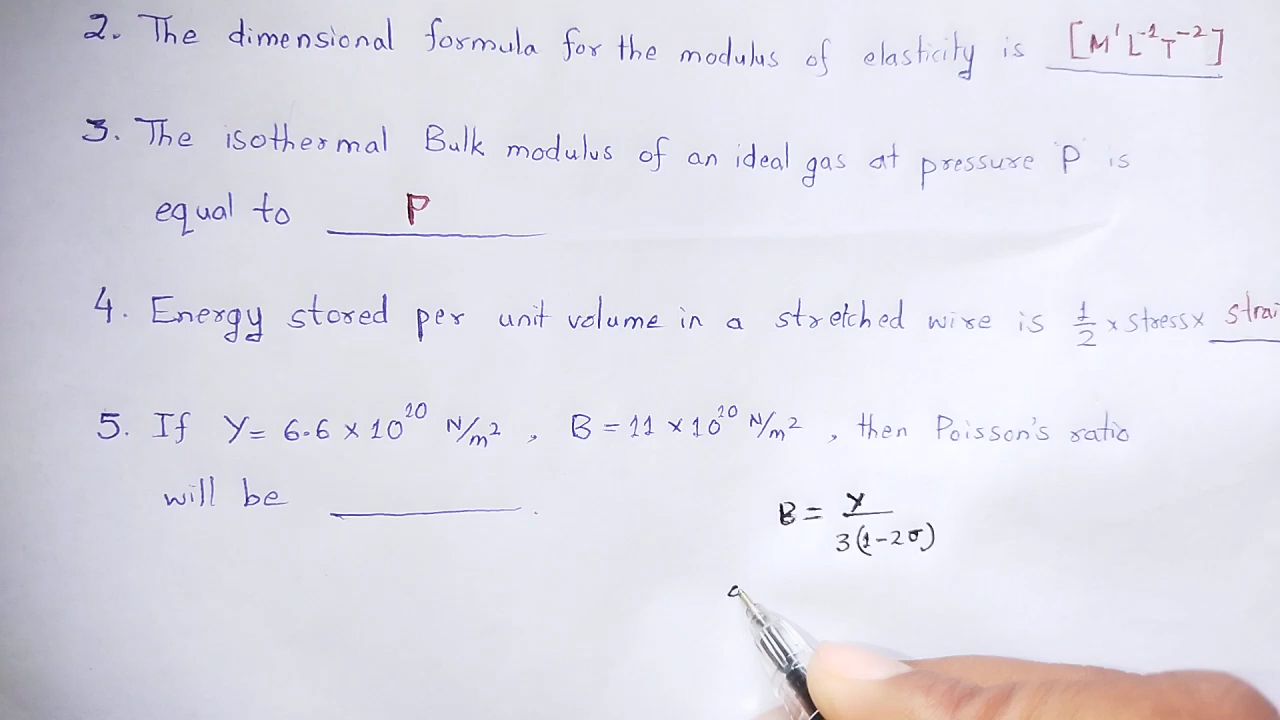 2. The dimensional formula for the modulus of elasticity is [M¹L⁻¹T⁻²]
3. The isothermal Bulk modulus of an ideal gas at pressure P is
equal to P
4. Energy stored per unit volume in a stretched wire is 1/2 × stress× strai
5. If Y= 6.6 × 10²⁰ N/m² , B = 11 × 10²⁰ N/m² , then Poisson's ratio
will be ________ .
B = Y/3(1-2σ)